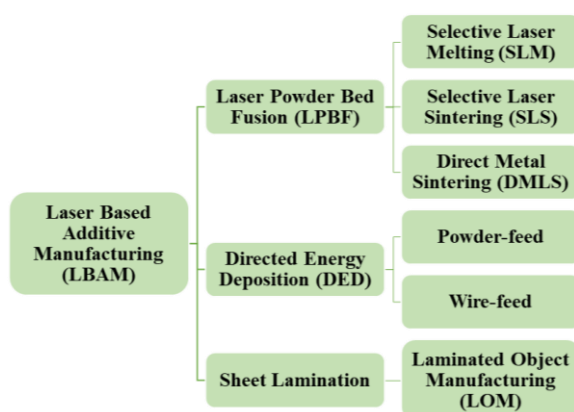 Laser Based
Additive
Manufacturing
(LBAM)
Laser Powder Bed
Fusion (LPBF)
Selective Laser
Melting (SLM)
Selective Laser
Sintering (SLS)
Direct Metal
Sintering (DMLS)
Directed Energy
Deposition (DED)
Powder-feed
Wire-feed
Sheet Lamination
Laminated Object
Manufacturing
(LOM)